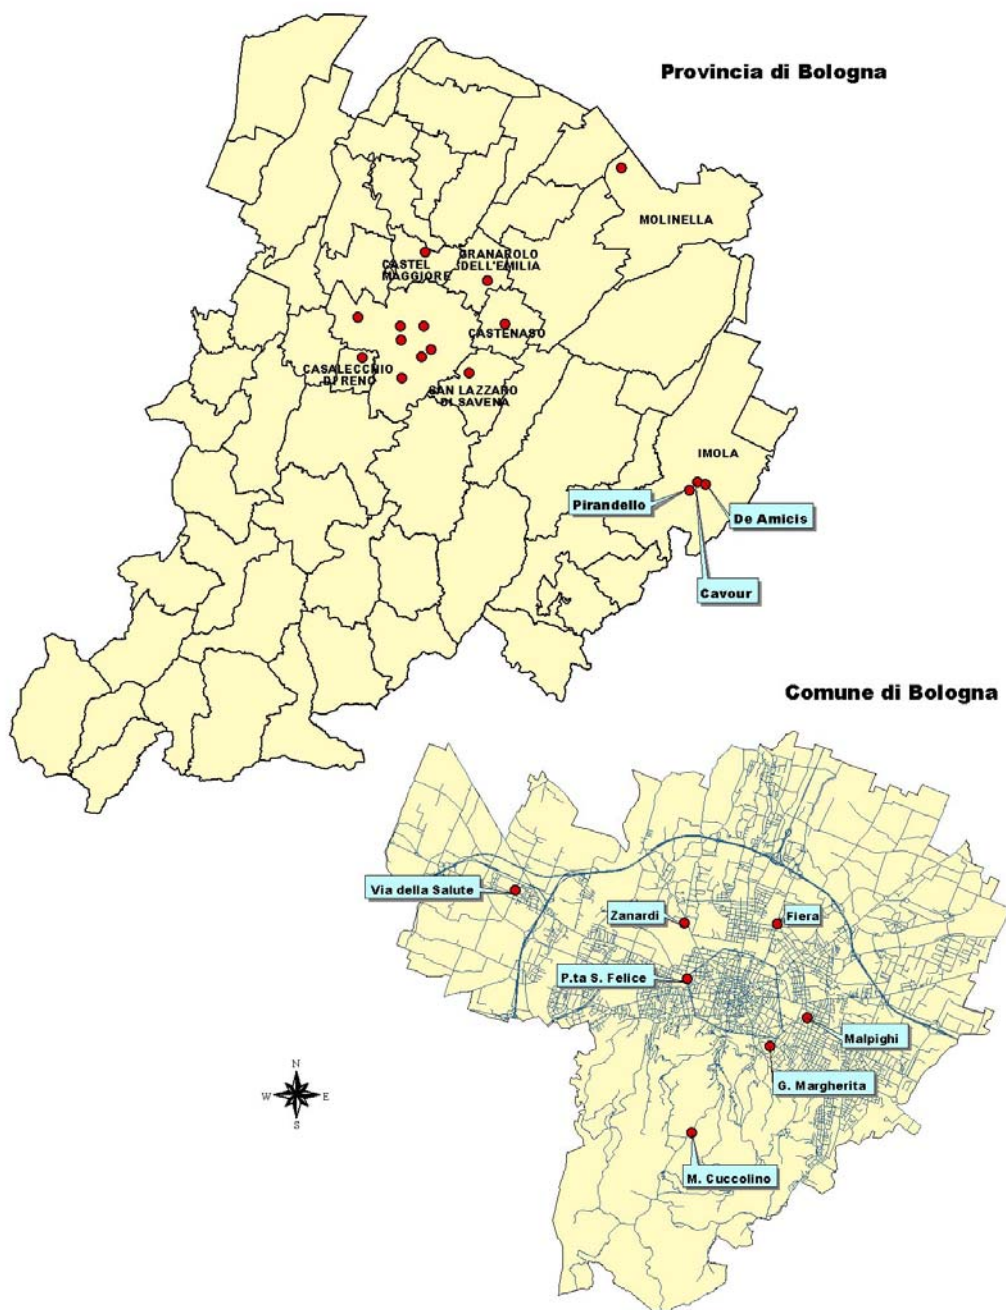 Provincia di Bologna
MOLINELLA
GRANAROLO
DELL'EMILIA
CASTEL
MAGGIORE
CASTENASO
CASALECCHIO
DI RENO
SAN LAZZARO
DI SAVENA
IMOLA
Pirandello
De Amicis
Cavour
Comune di Bologna
Via della Salute
Zanardi
Fiera
P.ta S. Felice
Malpighi
G. Margherita
M. Cuccolino
N
W
E
S